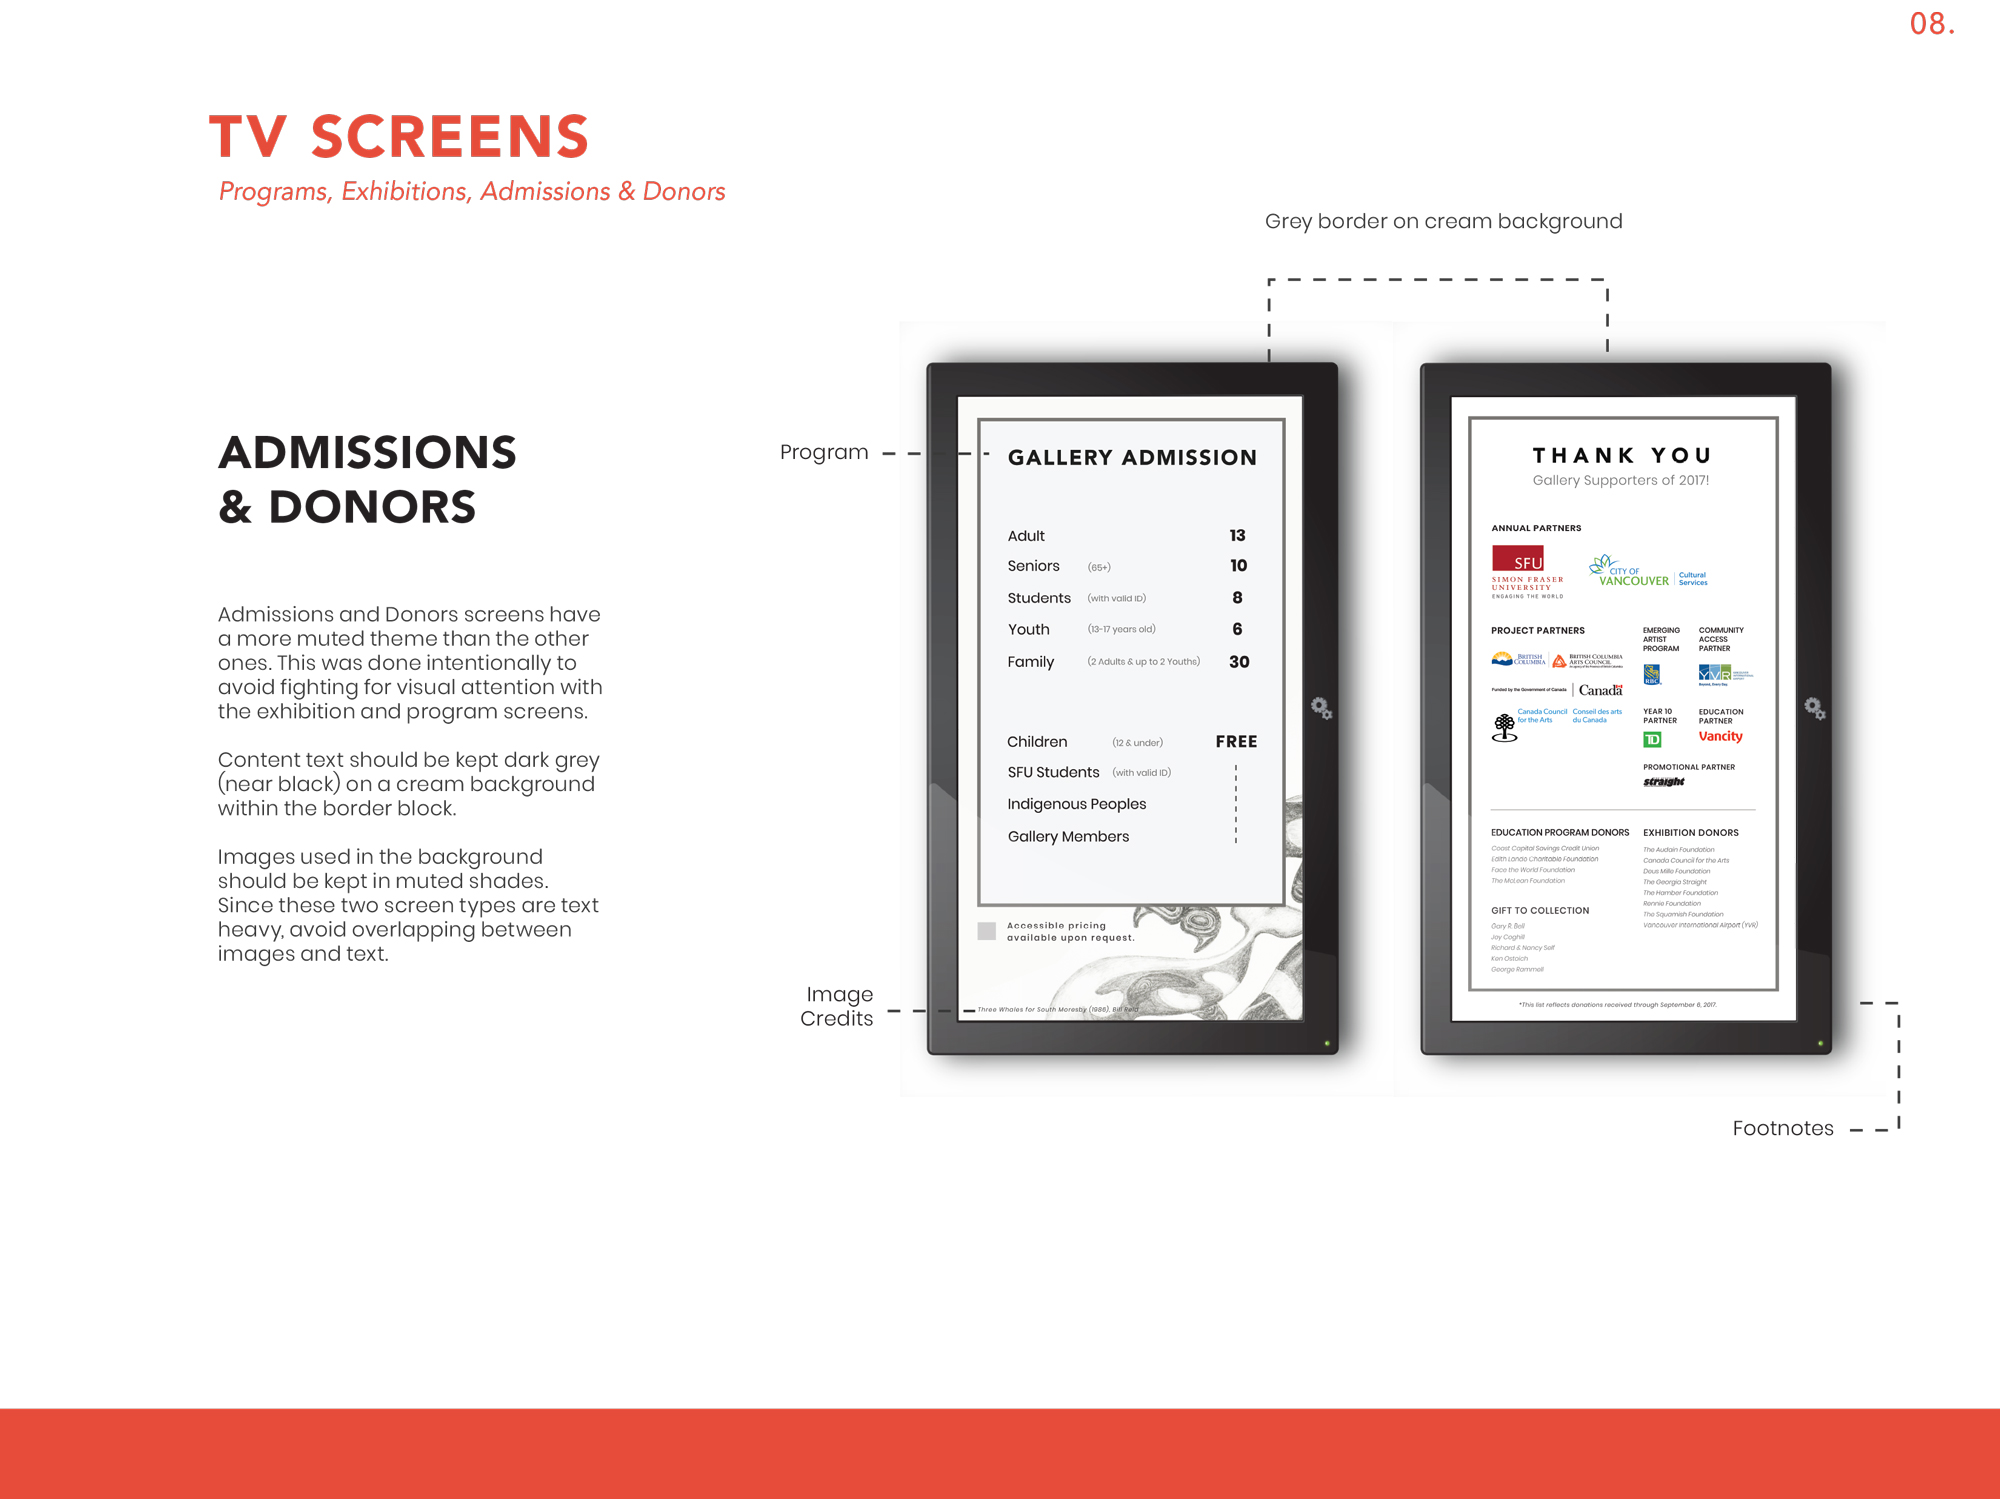 08.
TV SCREENS
Programs, Exhibitions, Admissions & Donors
Grey border on cream background
ADMISSIONS
& DONORS
Admissions and Donors screens have
a more muted theme than the other
ones. This was done intentionally to
avoid fighting for visual attention with
the exhibition and program screens.
Content text should be kept dark grey
(near black) on a cream background
within the border block.
Images used in the background
should be kept in muted shades.
Since these two screen types are text
heavy, avoid overlapping between
images and text.
Program
Image
Credits
Footnotes
GALLERY ADMISSION
Adult 13
Seniors (65+) 10
Students (with valid ID) 8
Youth (13-17 years old) 6
Family (2 Adults & up to 2 Youths) 30
Children (12 & under) FREE
SFU Students (with valid ID)
Indigenous Peoples
Gallery Members
Accessible pricing
available upon request.
Three Whales for South Moresby (1986), Bill Reid
THANK YOU
Gallery Supporters of 2017!
ANNUAL PARTNERS
SFU
SIMON FRASER
UNIVERSITY
ENGAGING THE WORLD
CITY OF
VANCOUVER
Cultural
Services
PROJECT PARTNERS
BRITISH
COLUMBIA
BRITISH COLUMBIA
ARTS COUNCIL
Funded by the Government of Canada
Canada
Canada Council
for the Arts
Conseil des arts
du Canada
EMERGING
ARTIST
PROGRAM
RBC
COMMUNITY
ACCESS
PARTNER
YVR
YEAR 10
PARTNER
TD
EDUCATION
PARTNER
Vancity
PROMOTIONAL PARTNER
straight
EDUCATION PROGRAM DONORS
Coast Capital Savings Credit Union
Edith Lando Charitable Foundation
Face the World Foundation
The McLean Foundation
GIFT TO COLLECTION
Gary R. Bell
Jay Coghill
Richard & Nancy Self
Ken Ostoich
George Rammell
EXHIBITION DONORS
The Audain Foundation
Canada Council for the Arts
Deux Mille Foundation
The Georgia Straight
The Hamber Foundation
Rennie Foundation
The Squamish Foundation
Vancouver International Airport (YVR)
*This list reflects donations received through September 6, 2017.